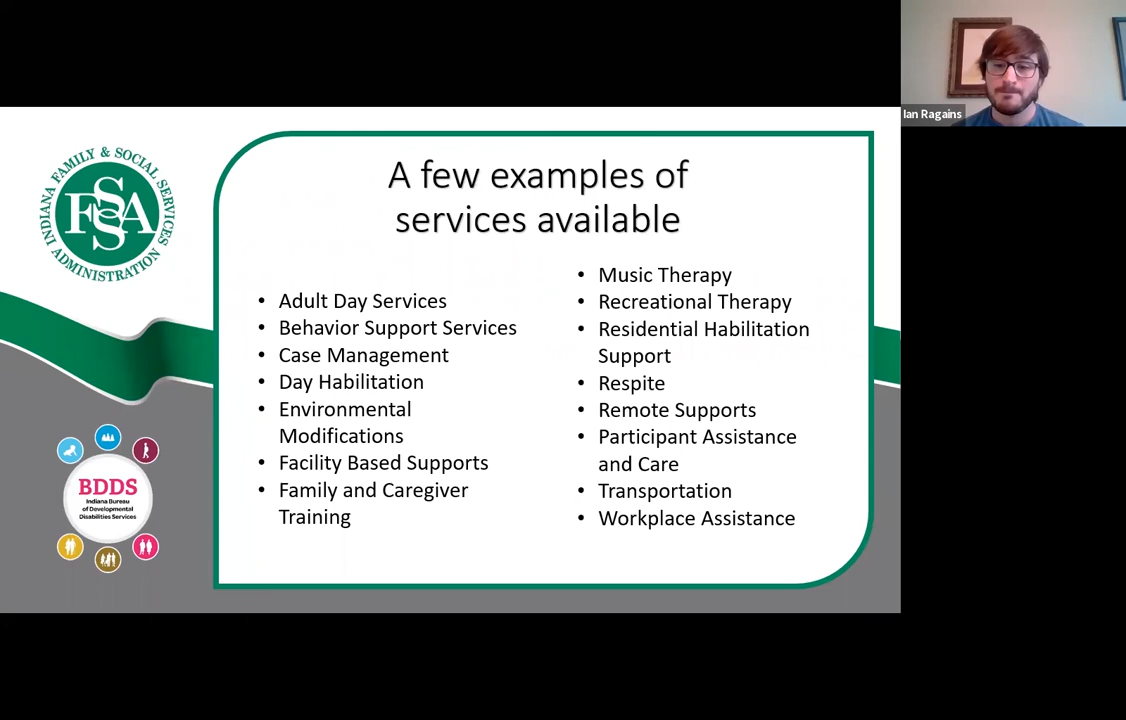 Ian Ragains
INDIANA FAMILY & SOCIAL SERVICES
ADMINISTRATION
FSSA
A few examples of
services available
• Adult Day Services
• Behavior Support Services
• Case Management
• Day Habilitation
• Environmental
Modifications
• Facility Based Supports
• Family and Caregiver
Training
• Music Therapy
• Recreational Therapy
• Residential Habilitation
Support
• Respite
• Remote Supports
• Participant Assistance
and Care
• Transportation
• Workplace Assistance
BDDS
Indiana Bureau
of Developmental
Disabilities Services